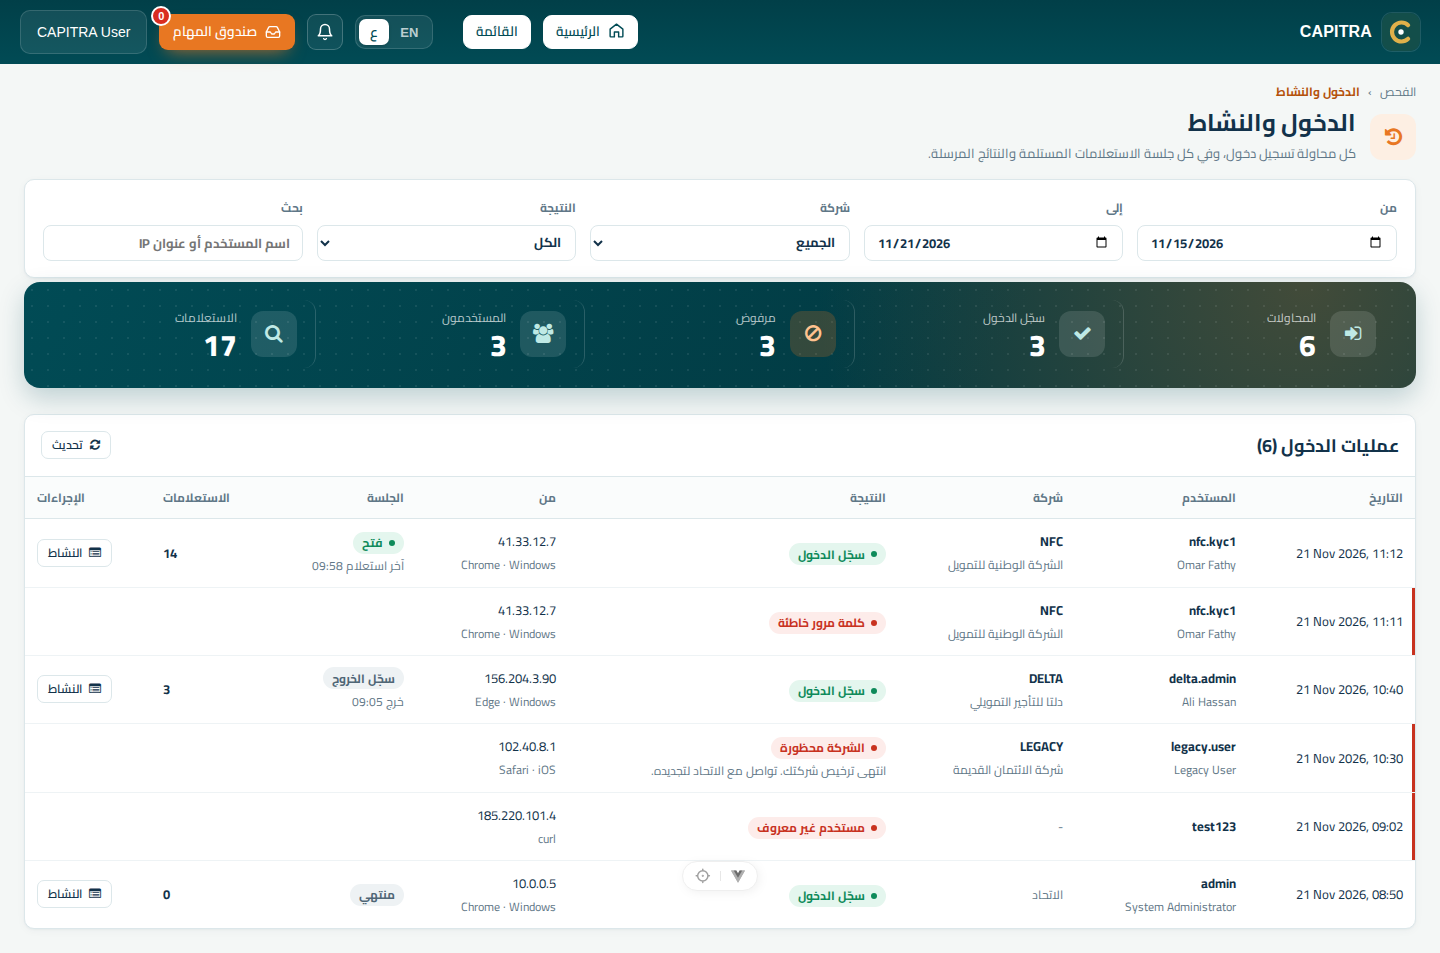 CAPITRA
الرئيسية
القائمة
EN
ع
صندوق المهام
0
CAPITRA User
الفحص › الدخول والنشاط
الدخول والنشاط
كل محاولة تسجيل دخول، وفي كل جلسة الاستعلامات المستلمة والنتائج المرسلة.
من
إلى
شركة
النتيجة
بحث
11/15/2026
11/21/2026
الجميع
الكل
اسم المستخدم أو عنوان IP
المحاولات
6
سجّل الدخول
3
مرفوض
3
المستخدمون
3
الاستعلامات
17
عمليات الدخول (6)
تحديث
التاريخ المستخدم شركة النتيجة من الجلسة الاستعلامات الإجراءات
21 Nov 2026, 11:12
nfc.kyc1
Omar Fathy
NFC
الشركة الوطنية للتمويل
سجّل الدخول
41.33.12.7
Chrome · Windows
فتح
آخر استعلام 09:58
14
النشاط
21 Nov 2026, 11:11
nfc.kyc1
Omar Fathy
NFC
الشركة الوطنية للتمويل
كلمة مرور خاطئة
41.33.12.7
Chrome · Windows
21 Nov 2026, 10:40
delta.admin
Ali Hassan
DELTA
دلتا للتأجير التمويلي
سجّل الدخول
156.204.3.90
Edge · Windows
سجّل الخروج
خرج 09:05
3
النشاط
21 Nov 2026, 10:30
legacy.user
Legacy User
LEGACY
شركة الائتمان القديمة
الشركة محظورة
انتهى ترخيص شركتك. تواصل مع الاتحاد لتجديده.
102.40.8.1
Safari · iOS
21 Nov 2026, 09:02
test123
-
مستخدم غير معروف
185.220.101.4
curl
21 Nov 2026, 08:50
admin
System Administrator
الاتحاد
سجّل الدخول
10.0.0.5
Chrome · Windows
منتهي
0
النشاط